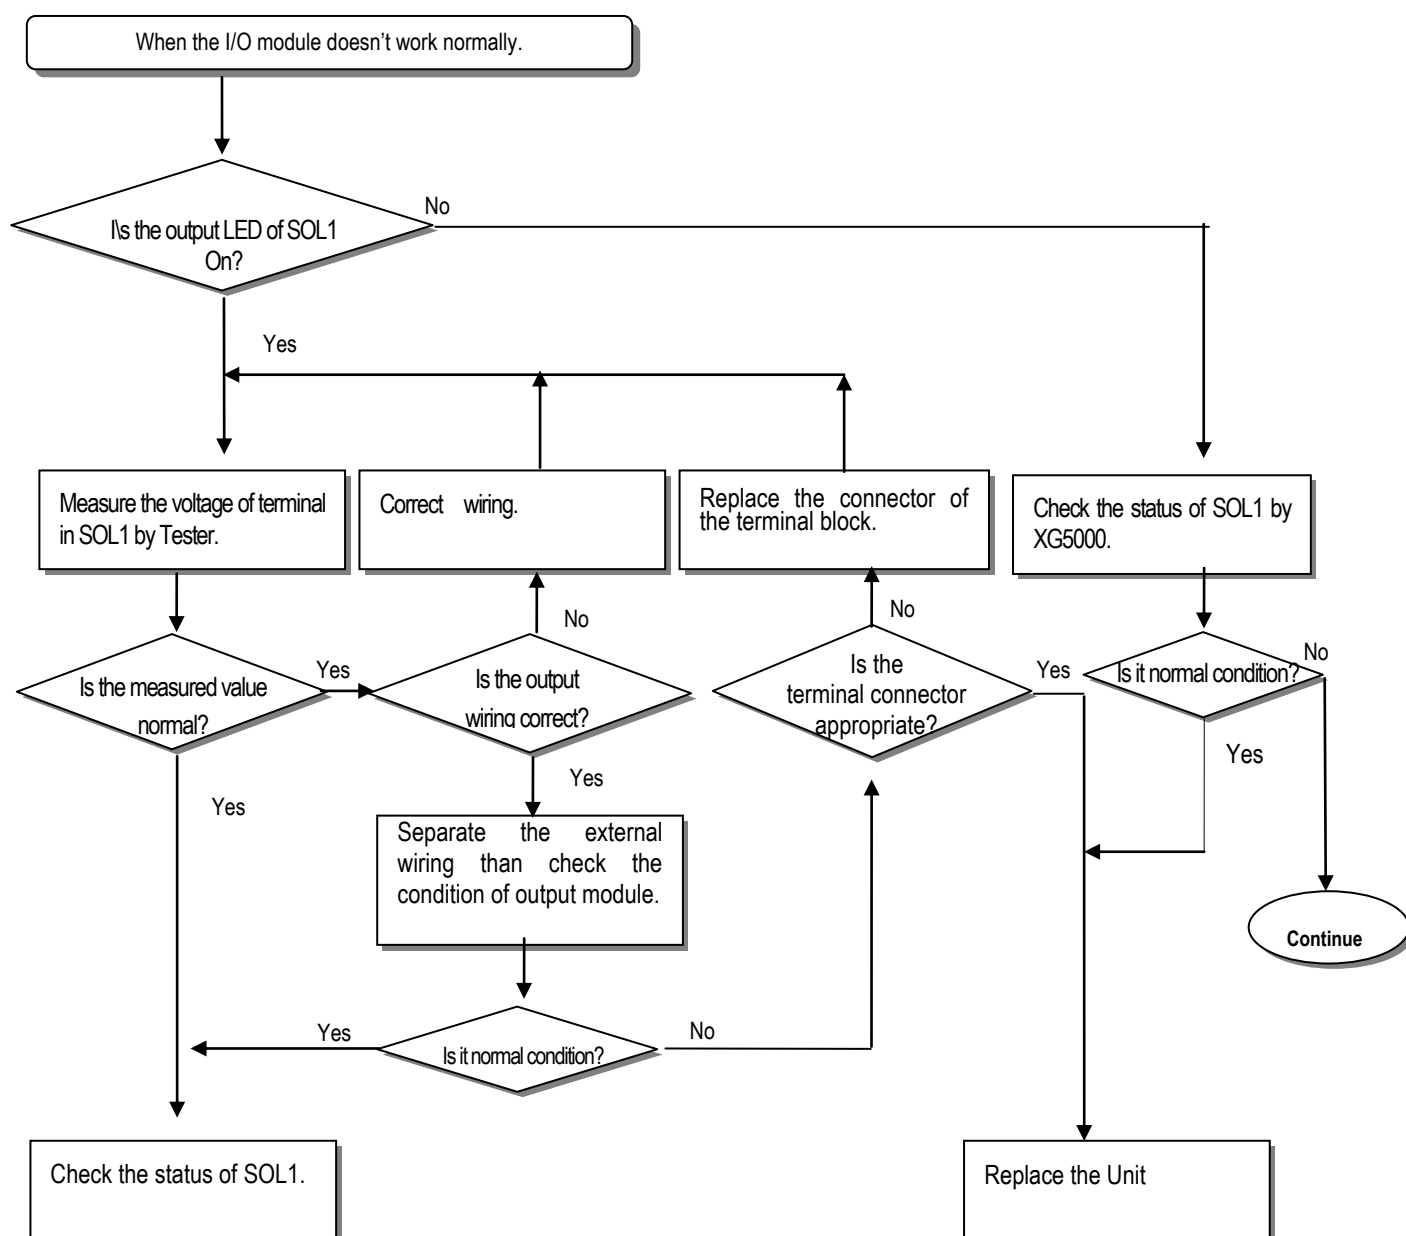 When the I/O module doesn’t work normally.
No
I\s the output LED of SOL1
On?
Yes
Measure the voltage of terminal
in SOL1 by Tester.
Correct wiring.
Replace the connector of
the terminal block.
Check the status of SOL1 by
XG5000.
No
No
Yes
Is the measured value
normal?
Is the output
wiring correct?
Is the
terminal connector
appropriate?
Yes
Is it normal condition?
No
Yes
Yes
Yes
Separate the external
wiring than check the
condition of output module.
Continue
Yes
Is it normal condition?
No
Check the status of SOL1.
Replace the Unit